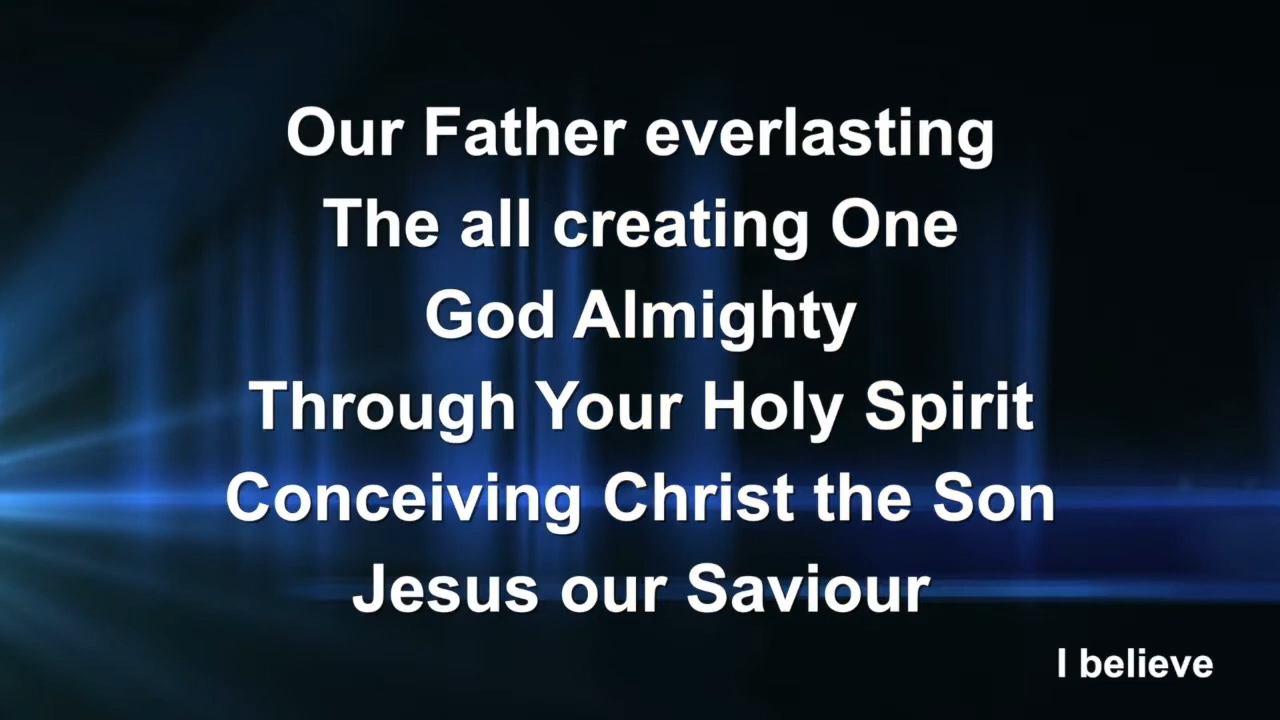 Our Father everlasting
The all creating One
God Almighty
Through Your Holy Spirit
Conceiving Christ the Son
Jesus our Saviour
I believe